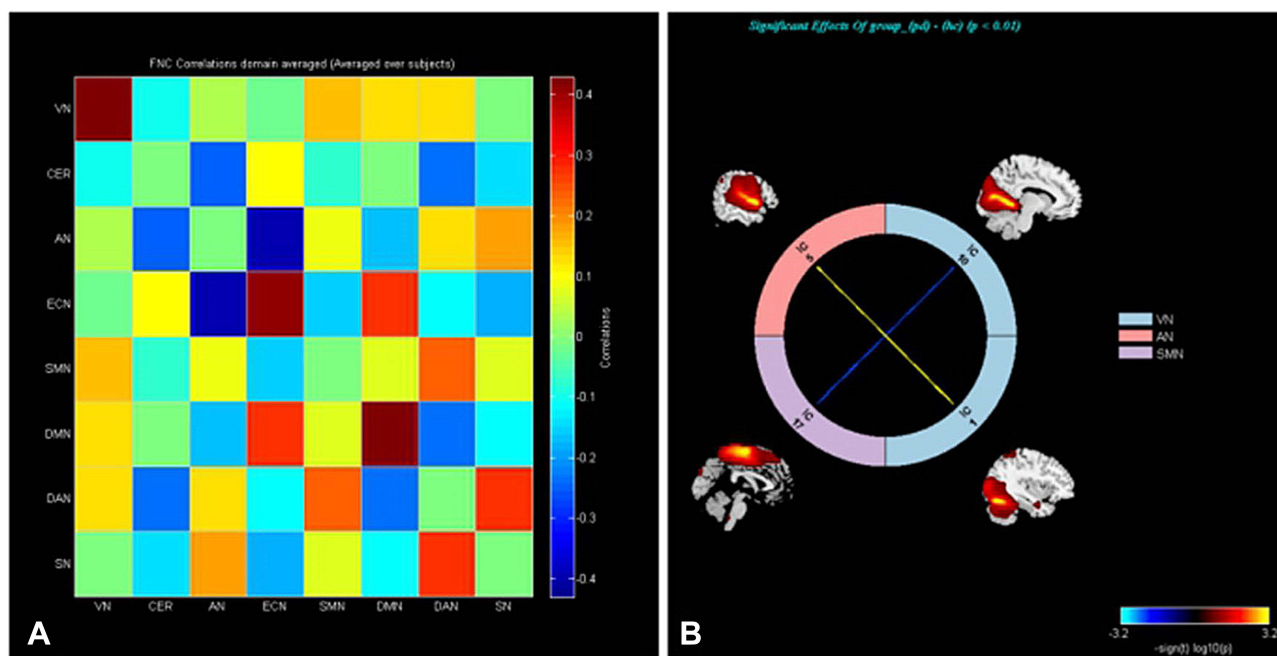 FNC Correlations domain averaged (Averaged over subjects)
VN
CER
AN
ECN
SMN
DMN
DAN
SN
VN CER AN ECN SMN DMN DAN SN
0.4
0.3
0.2
0.1
0
-0.1
-0.2
-0.3
-0.4
Correlations
A
Significant Effects Of group_(pd) - (hc) (p < 0.01)
IC 5
IC 16
IC 17
IC 1
VN
AN
SMN
-3.2 3.2
-sign(t) log10(p)
B